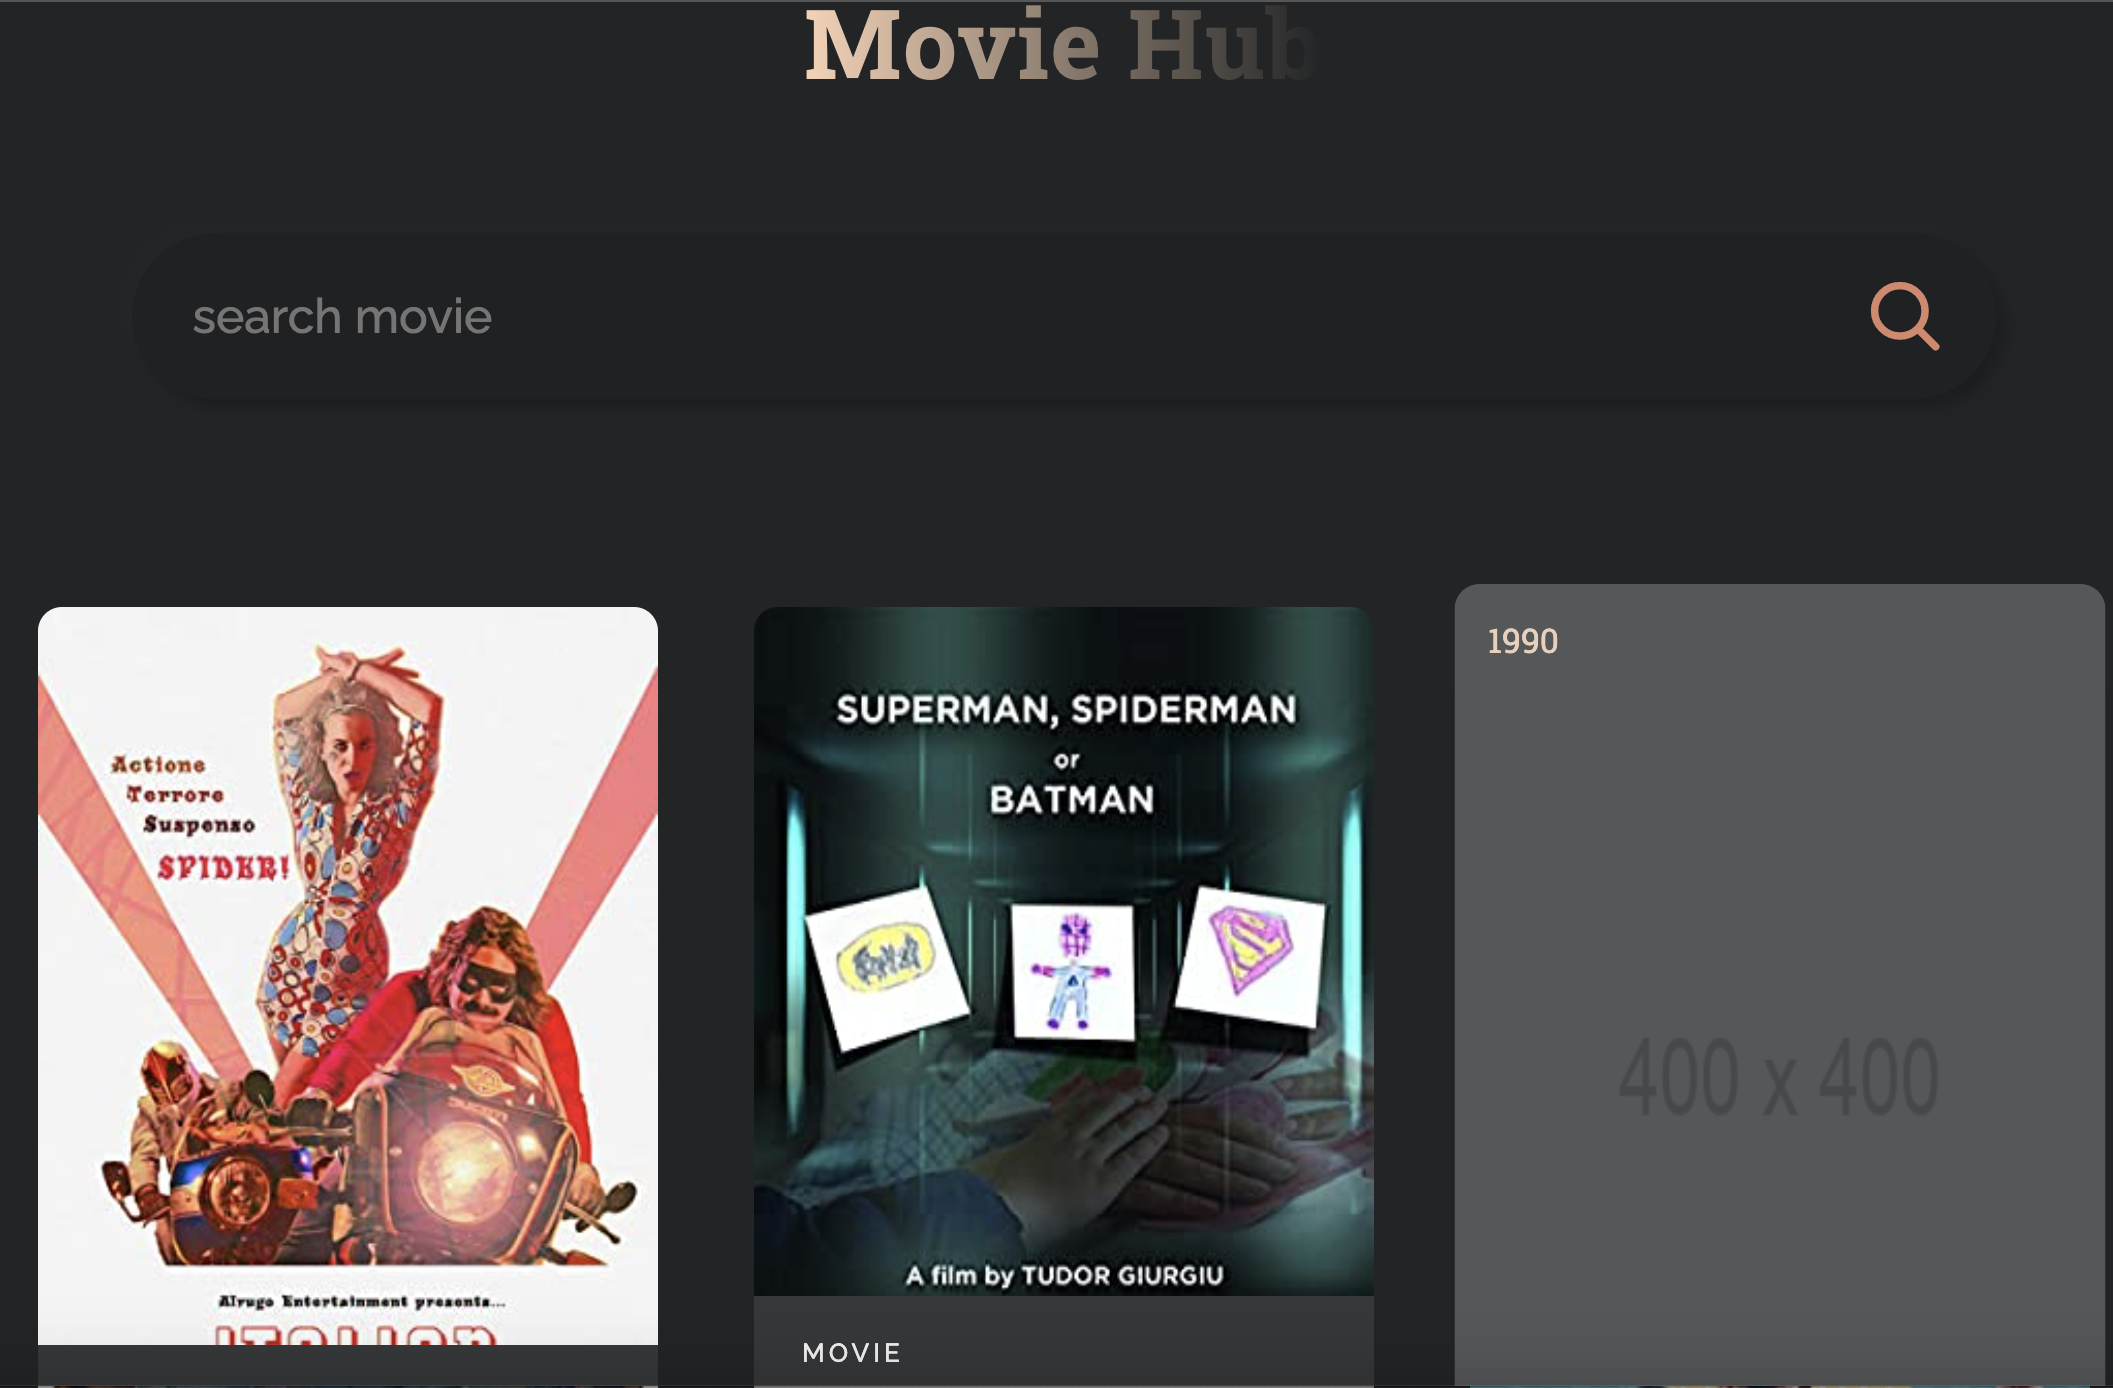 Movie Hub
search movie
Actione
Terrore
Suspenso
SPIDER!
Alrugo Entertainment presents...
ITALIAN
SUPERMAN, SPIDERMAN
or
BATMAN
A film by TUDOR GIURGIU
MOVIE
1990
400 x 400